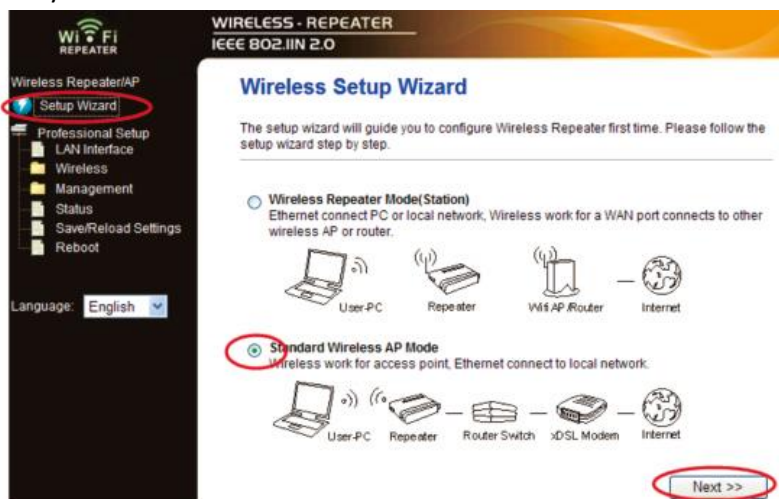 Wi Fi
REPEATER
WIRELESS - REPEATER
IEEE 802.IIN 2.0
Wireless Repeater/AP
Setup Wizard
Professional Setup
LAN Interface
Wireless
Management
Status
Save/Reload Settings
Reboot
Language: English
Wireless Setup Wizard
The setup wizard will guide you to configure Wireless Repeater first time. Please follow the
setup wizard step by step.
Wireless Repeater Mode(Station)
Ethernet connect PC or local network, Wireless work for a WAN port connects to other
wireless AP or router.
User-PC Repeater Wifi AP/Router Internet
Standard Wireless AP Mode
Wireless work for access point, Ethernet connect to local network.
User-PC Repeater Router Switch xDSL Modem Internet
Next >>